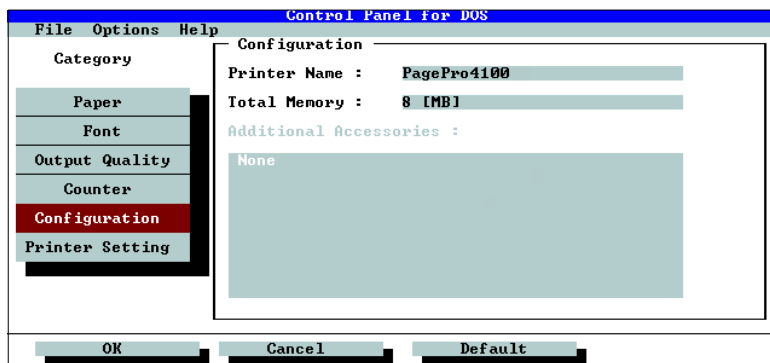 Control Panel for DOS
File Options Help
Category
Paper
Font
Output Quality
Counter
Configuration
Printer Setting
Configuration
Printer Name : PagePro4100
Total Memory : 8 [MB]
Additional Accessories :
None
OK Cancel Default